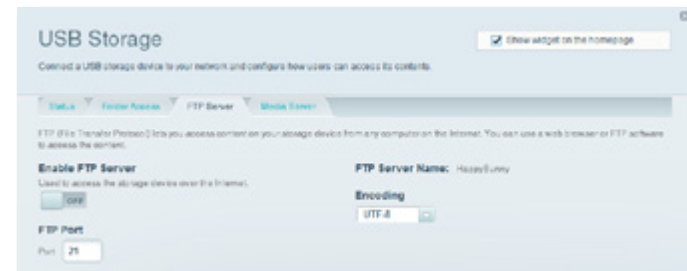 USB Storage
Show widget on the homepage
Connect a USB storage device to your network and configure how users can access its contents.
Status
Folder Access
FTP Server
Media Server
FTP (File Transfer Protocol) lets you access content on your storage device from any computer on the Internet. You can use a web browser or FTP software
to access the content.
Enable FTP Server
Used to access the storage device over the Internet.
OFF
FTP Server Name: HappyBunny
Encoding
UTF-8
FTP Port
Port 21